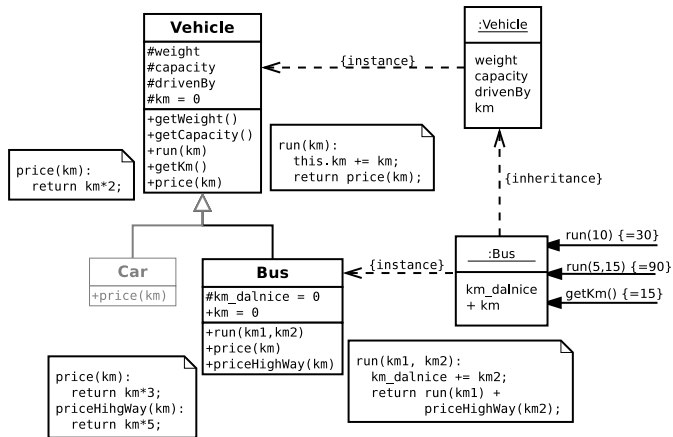 Vehicle
#weight
#capacity
#drivenBy
#km = 0
+getWeight()
+getCapacity()
+run(km)
+getKm()
+price(km)
{instance}
:Vehicle
weight
capacity
drivenBy
km
price(km):
return km*2;
run(km):
this.km += km;
return price(km);
{inheritance}
Car
+price(km)
Bus
#km_dalnice = 0
+km = 0
+run(km1,km2)
+price(km)
+priceHighWay(km)
{instance}
:Bus
km_dalnice
+ km
run(10) {=30}
run(5,15) {=90}
getKm() {=15}
price(km):
return km*3;
priceHihgWay(km):
return km*5;
run(km1, km2):
km_dalnice += km2;
return run(km1) +
priceHighWay(km2);